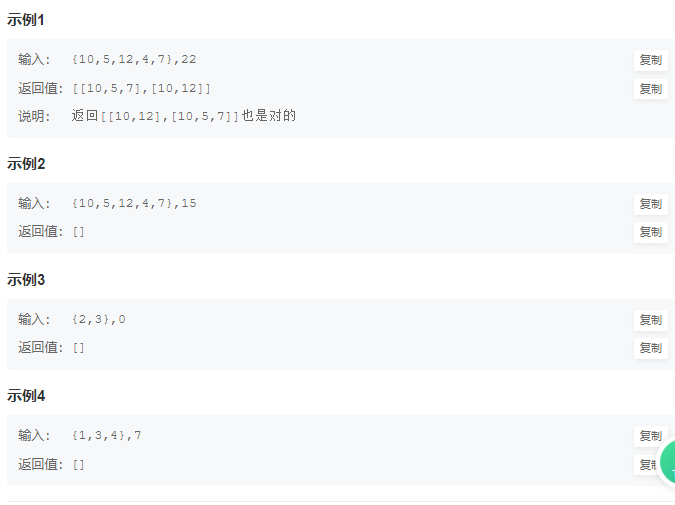 示例1
输入: {10,5,12,4,7},22 复制
返回值: [[10,5,7],[10,12]] 复制
说明: 返回[[10,12],[10,5,7]]也是对的
示例2
输入: {10,5,12,4,7},15 复制
返回值: [] 复制
示例3
输入: {2,3},0 复制
返回值: [] 复制
示例4
输入: {1,3,4},7 复制
返回值: [] 复制